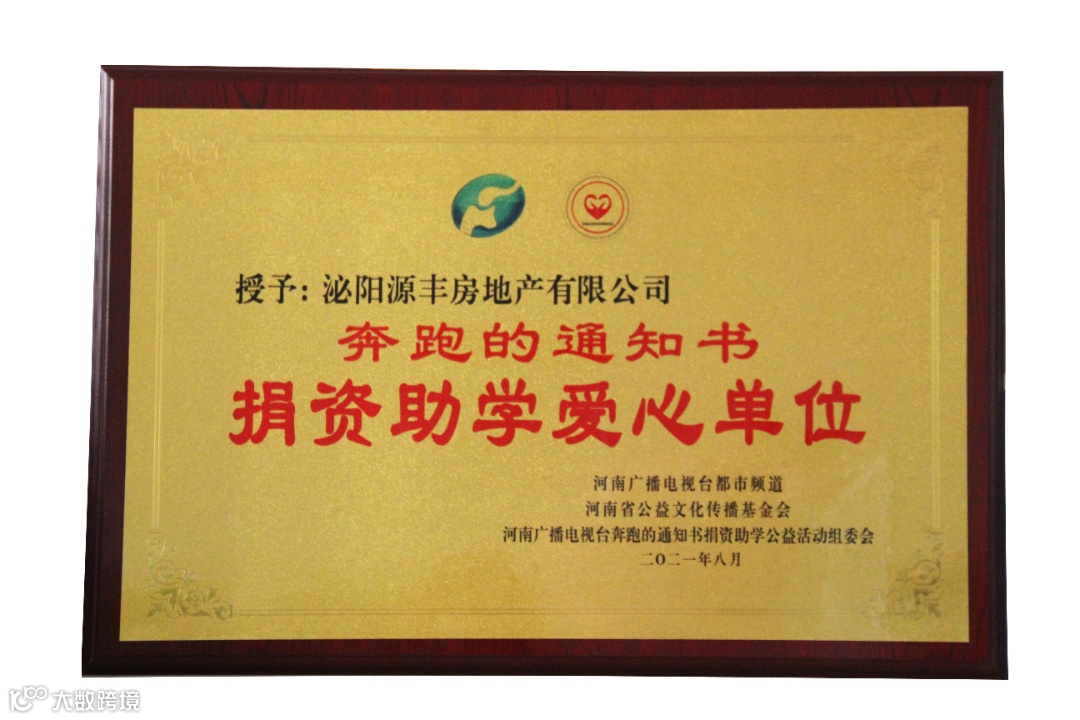 授予：泌阳源丰房地产有限公司
奔跑的通知书
捐资助学爱心单位
河南广播电视台都市频道
河南省公益文化传播基金会
河南广播电视台奔跑的通知书捐资助学公益活动组委会
二〇二一年八月
大数跨境